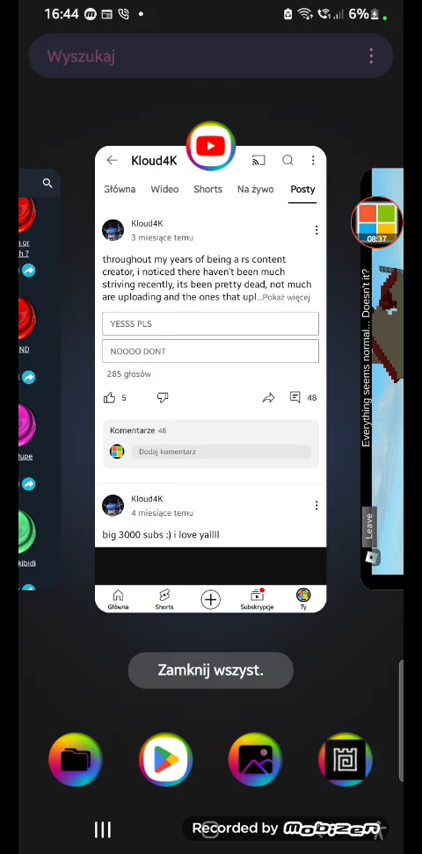 16:44
6%
Wyszukaj
Kloud4K
Główna Wideo Shorts Na żywo Posty
Kloud4K
3 miesiące temu
throughout my years of being a rs content
creator, i noticed there haven't been much
striving recently, its been pretty dead, not much
are uploading and the ones that upl...Pokaż więcej
YESSS PLS
NOOOO DONT
285 głosów
5
48
Komentarze 48
Dodaj komentarz
Kloud4K
4 miesiące temu
big 3000 subs :) i love yallll
Główna Shorts Subskrypcje Ty
n or
h ?
ND
upe
kibidi
08:37
Everything seems normal... Doesn't it?
Leave
Zamknij wszyst.
Recorded by Mobizen